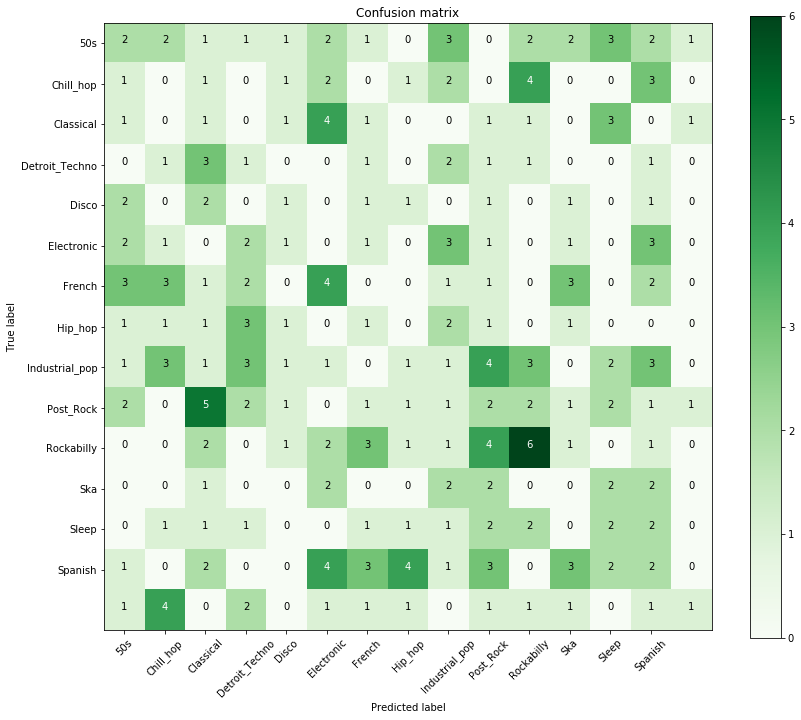 Confusion matrix
50s 2 2 1 1 1 2 1 0 3 0 2 2 3 2 1
Chill_hop 1 0 1 0 1 2 0 1 2 0 4 0 0 3 0
Classical 1 0 1 0 1 4 1 0 0 1 1 0 3 0 1
Detroit_Techno 0 1 3 1 0 0 1 0 2 1 1 0 0 1 0
Disco 2 0 2 0 1 0 1 1 0 1 0 1 0 1 0
Electronic 2 1 0 2 1 0 1 0 3 1 0 1 0 3 0
French 3 3 1 2 0 4 0 0 1 1 0 3 0 2 0
Hip_hop 1 1 1 3 1 0 1 0 2 1 0 1 0 0 0
Industrial_pop 1 3 1 3 1 1 0 1 1 4 3 0 2 3 0
Post_Rock 2 0 5 2 1 0 1 1 1 2 2 1 2 1 1
Rockabilly 0 0 2 0 1 2 3 1 1 4 6 1 0 1 0
Ska 0 0 1 0 0 2 0 0 2 2 0 0 2 2 0
Sleep 0 1 1 1 0 0 1 1 1 2 2 0 2 2 0
Spanish 1 0 2 0 0 4 3 4 1 3 0 3 2 2 0
1 4 0 2 0 1 1 1 0 1 1 1 0 1 1
50s Chill_hop Classical Detroit_Techno Disco Electronic French Hip_hop Industrial_pop Post_Rock Rockabilly Ska Sleep Spanish
True label
Predicted label
6
5
4
3
2
1
0